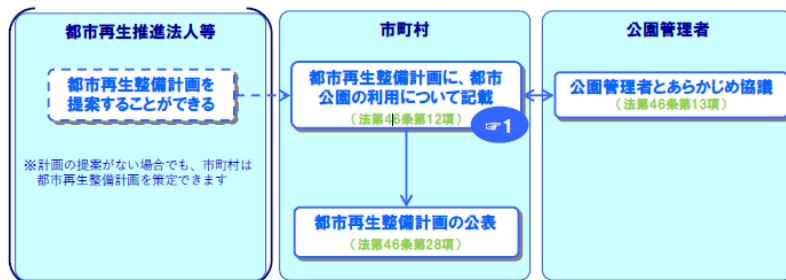 都市再生推進法人等
都市再生整備計画を
提案することができる
※計画の提案がない場合でも、市町村は
都市再生整備計画を策定できます
市町村
都市再生整備計画に、都市
公園の利用について記載
（法第46条第12項）
☞1
都市再生整備計画の公表
（法第46条第28項）
公園管理者
公園管理者とあらかじめ協議
（法第46条第13項）